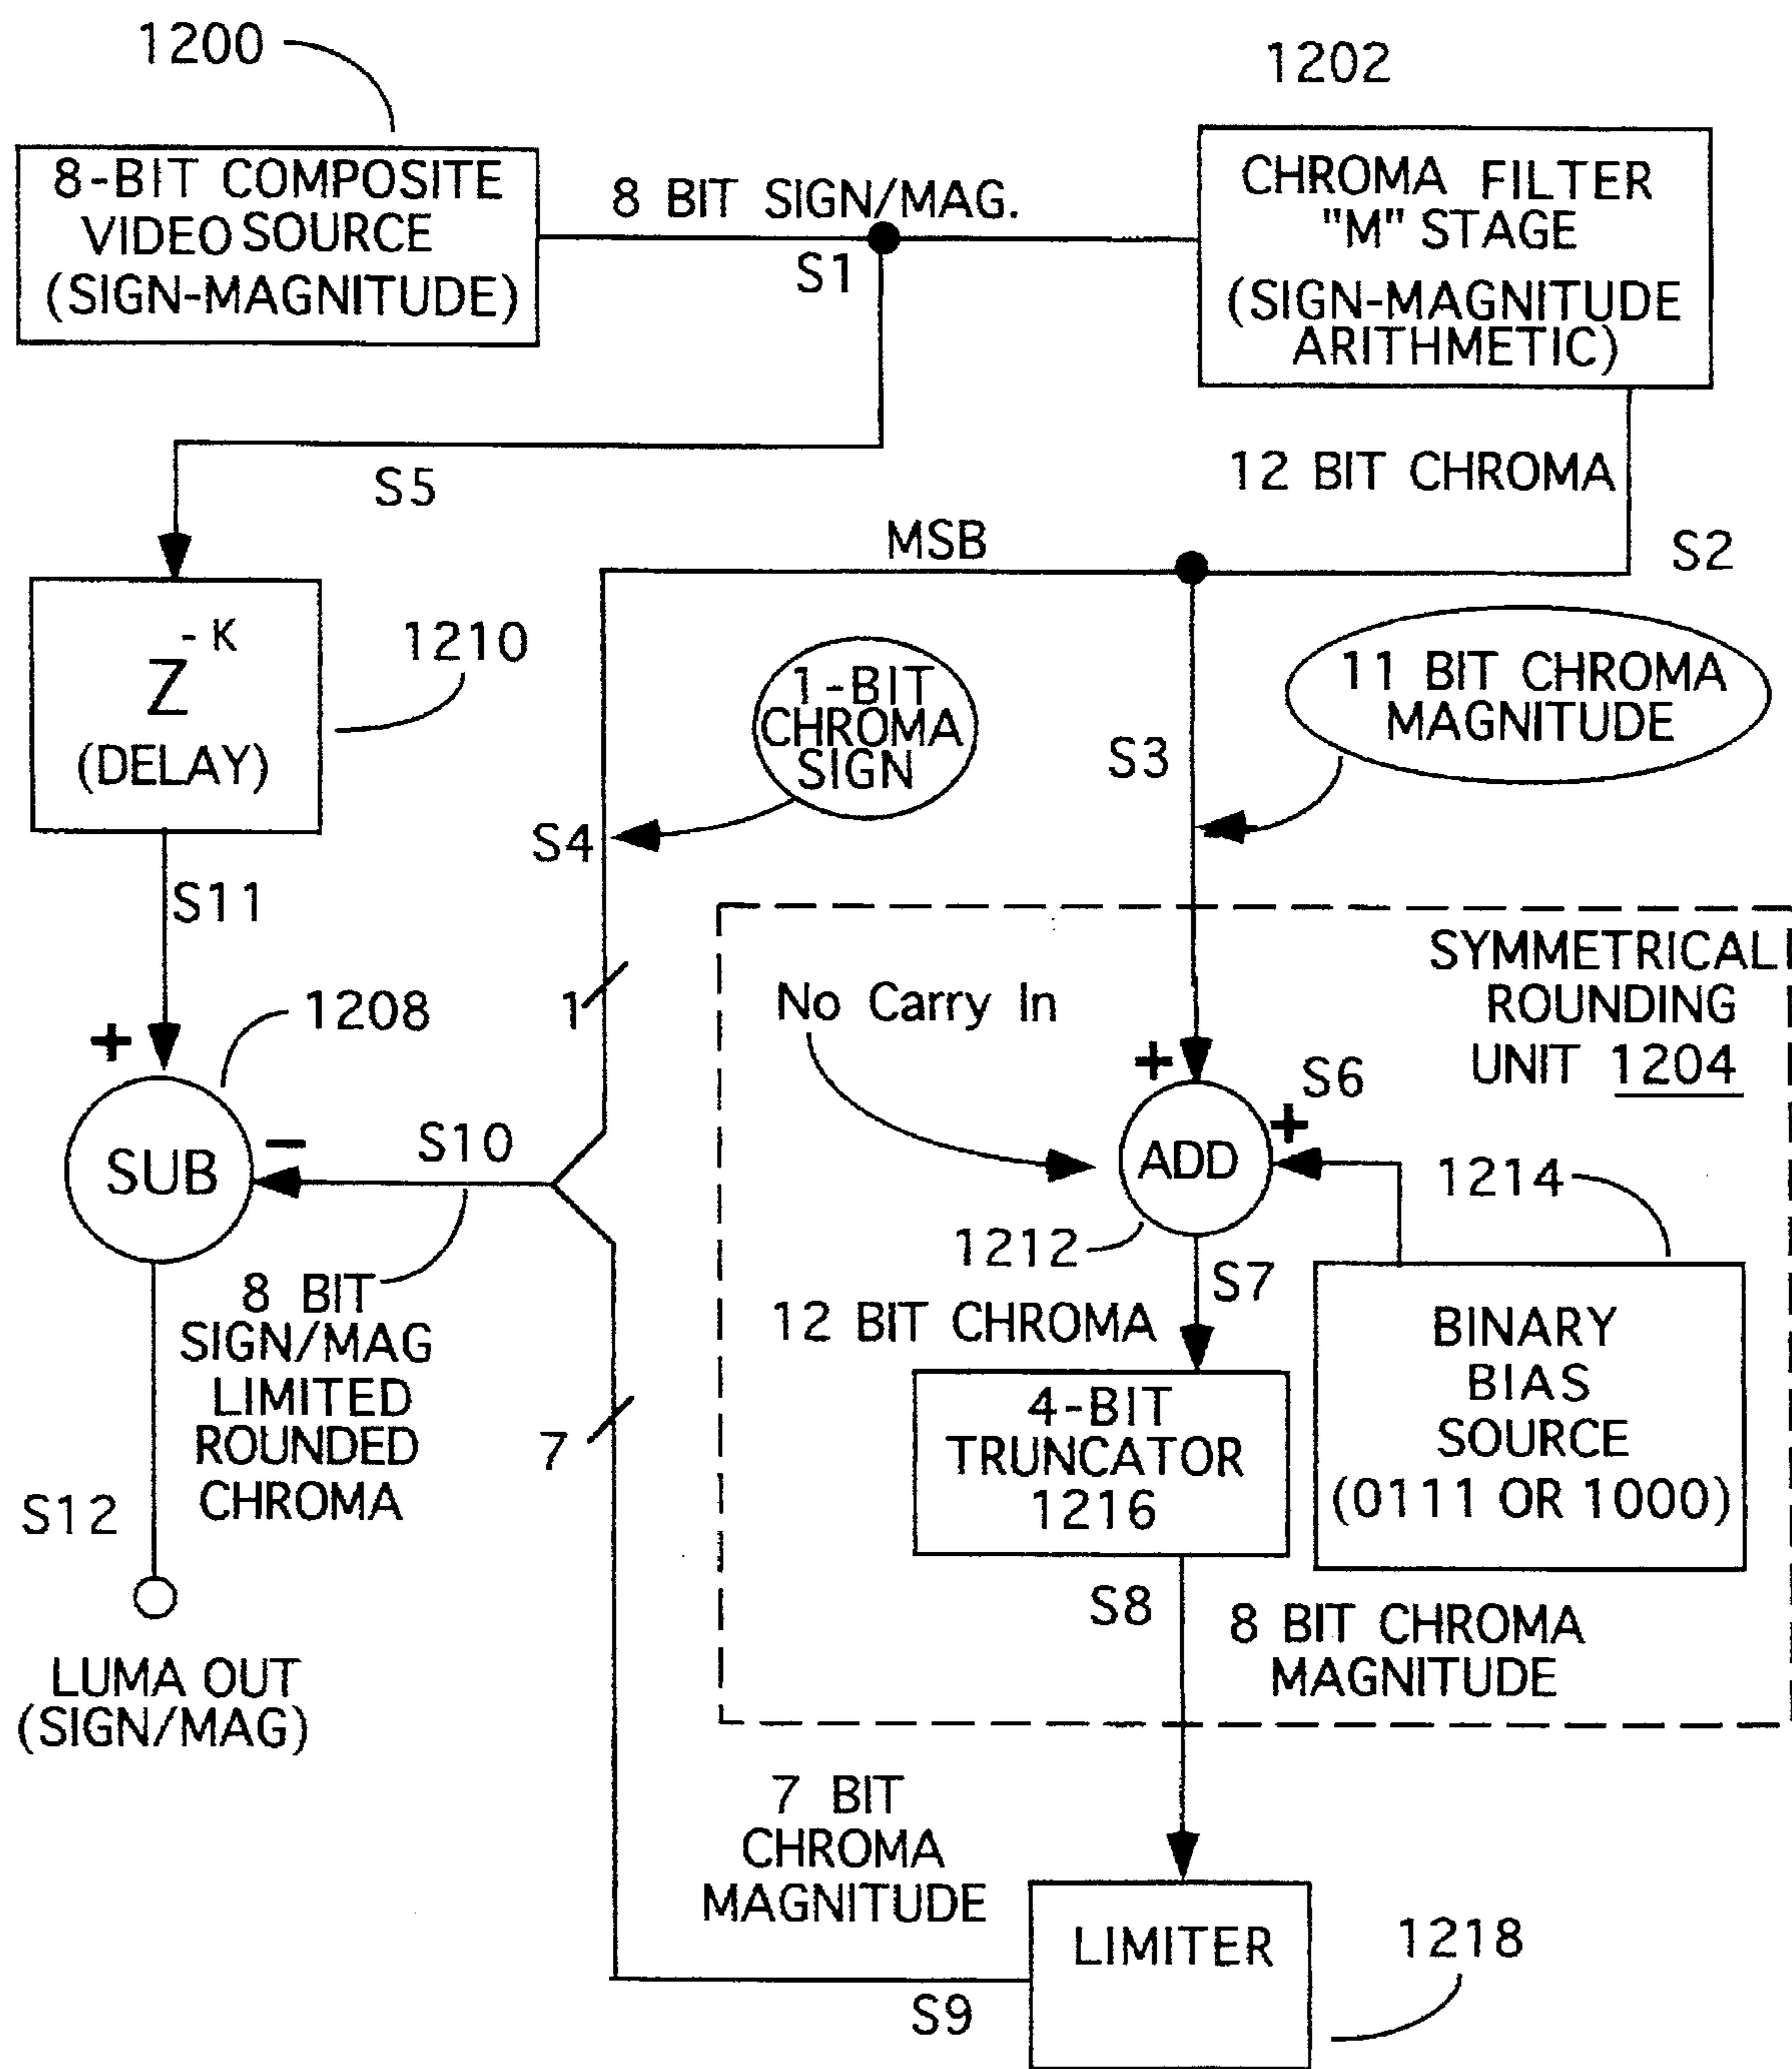 1200
1202
8-BIT COMPOSITE
VIDEO SOURCE
(SIGN-MAGNITUDE)
8 BIT SIGN/MAG.
S1
CHROMA FILTER
"M" STAGE
(SIGN-MAGNITUDE
ARITHMETIC)
12 BIT CHROMA
S5
MSB
S2
Z -K
(DELAY)
1210
1-BIT
CHROMA
SIGN
11 BIT CHROMA
MAGNITUDE
S3
S4
S11
SYMMETRICAL
ROUNDING
UNIT 1204
No Carry In
1
1208
+
+
S6
+
SUB
-
S10
ADD
1214
1212
S7
8 BIT
SIGN/MAG
LIMITED
ROUNDED
CHROMA
12 BIT CHROMA
BINARY
BIAS
SOURCE
(0111 OR 1000)
4-BIT
TRUNCATOR
1216
7
S12
S8
8 BIT CHROMA
MAGNITUDE
LUMA OUT
(SIGN/MAG)
7 BIT
CHROMA
MAGNITUDE
LIMITER
1218
S9